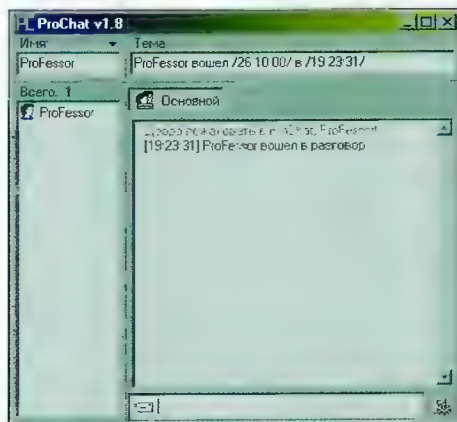 ProChat v1.8
Имя Тема
ProFessor ProFessor вошел /26 10 00/ в /19 23:31/
Всего. 1 Основной
ProFessor
[19:23 31] ProFessor вошел в разговор